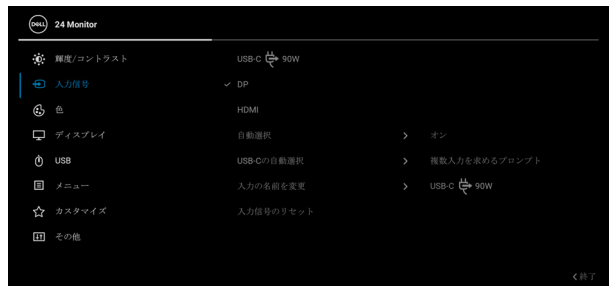 DELL 24 Monitor
輝度/コントラスト USB-C 90W
入力信号 ✓ DP
色 HDMI
ディスプレイ 自動選択 > オン
USB USB-Cの自動選択 > 複数入力を求めるプロンプト
メニュー 入力の名前を変更 > USB-C 90W
カスタマイズ 入力信号のリセット
その他
<終了